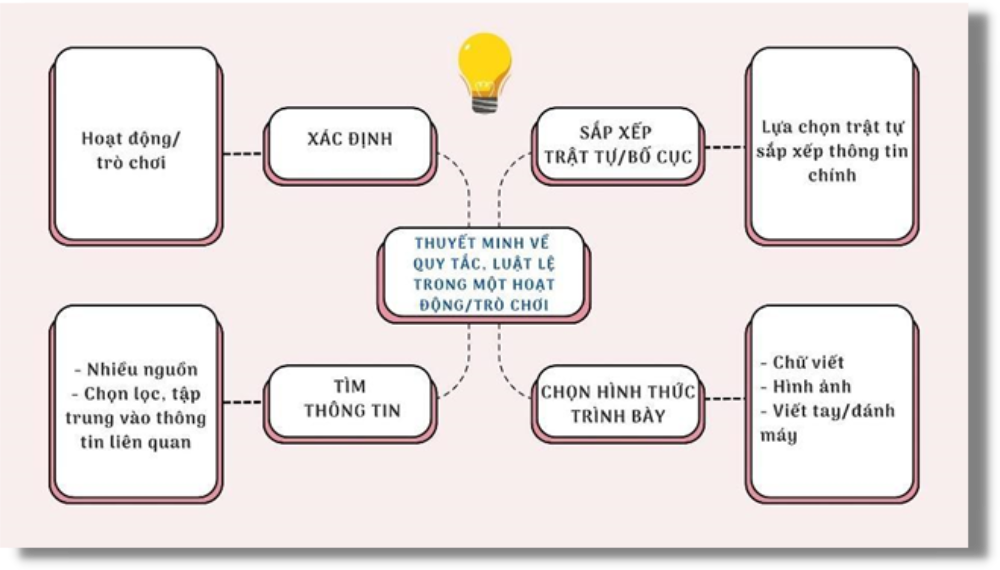 Hoạt động/
trò chơi
XÁC ĐỊNH
SẮP XẾP
TRẬT TỰ/BỐ CỤC
Lựa chọn trật tự
sắp xếp thông tin
chính
THUYẾT MINH VỀ
QUY TẮC, LUẬT LỆ
TRONG MỘT HOẠT
ĐỘNG/TRÒ CHƠI
- Nhiều nguồn
- Chọn lọc, tập
trung vào thông
tin liên quan
TÌM
THÔNG TIN
CHỌN HÌNH THỨC
TRÌNH BÀY
- Chữ viết
- Hình ảnh
- Viết tay/đánh
máy